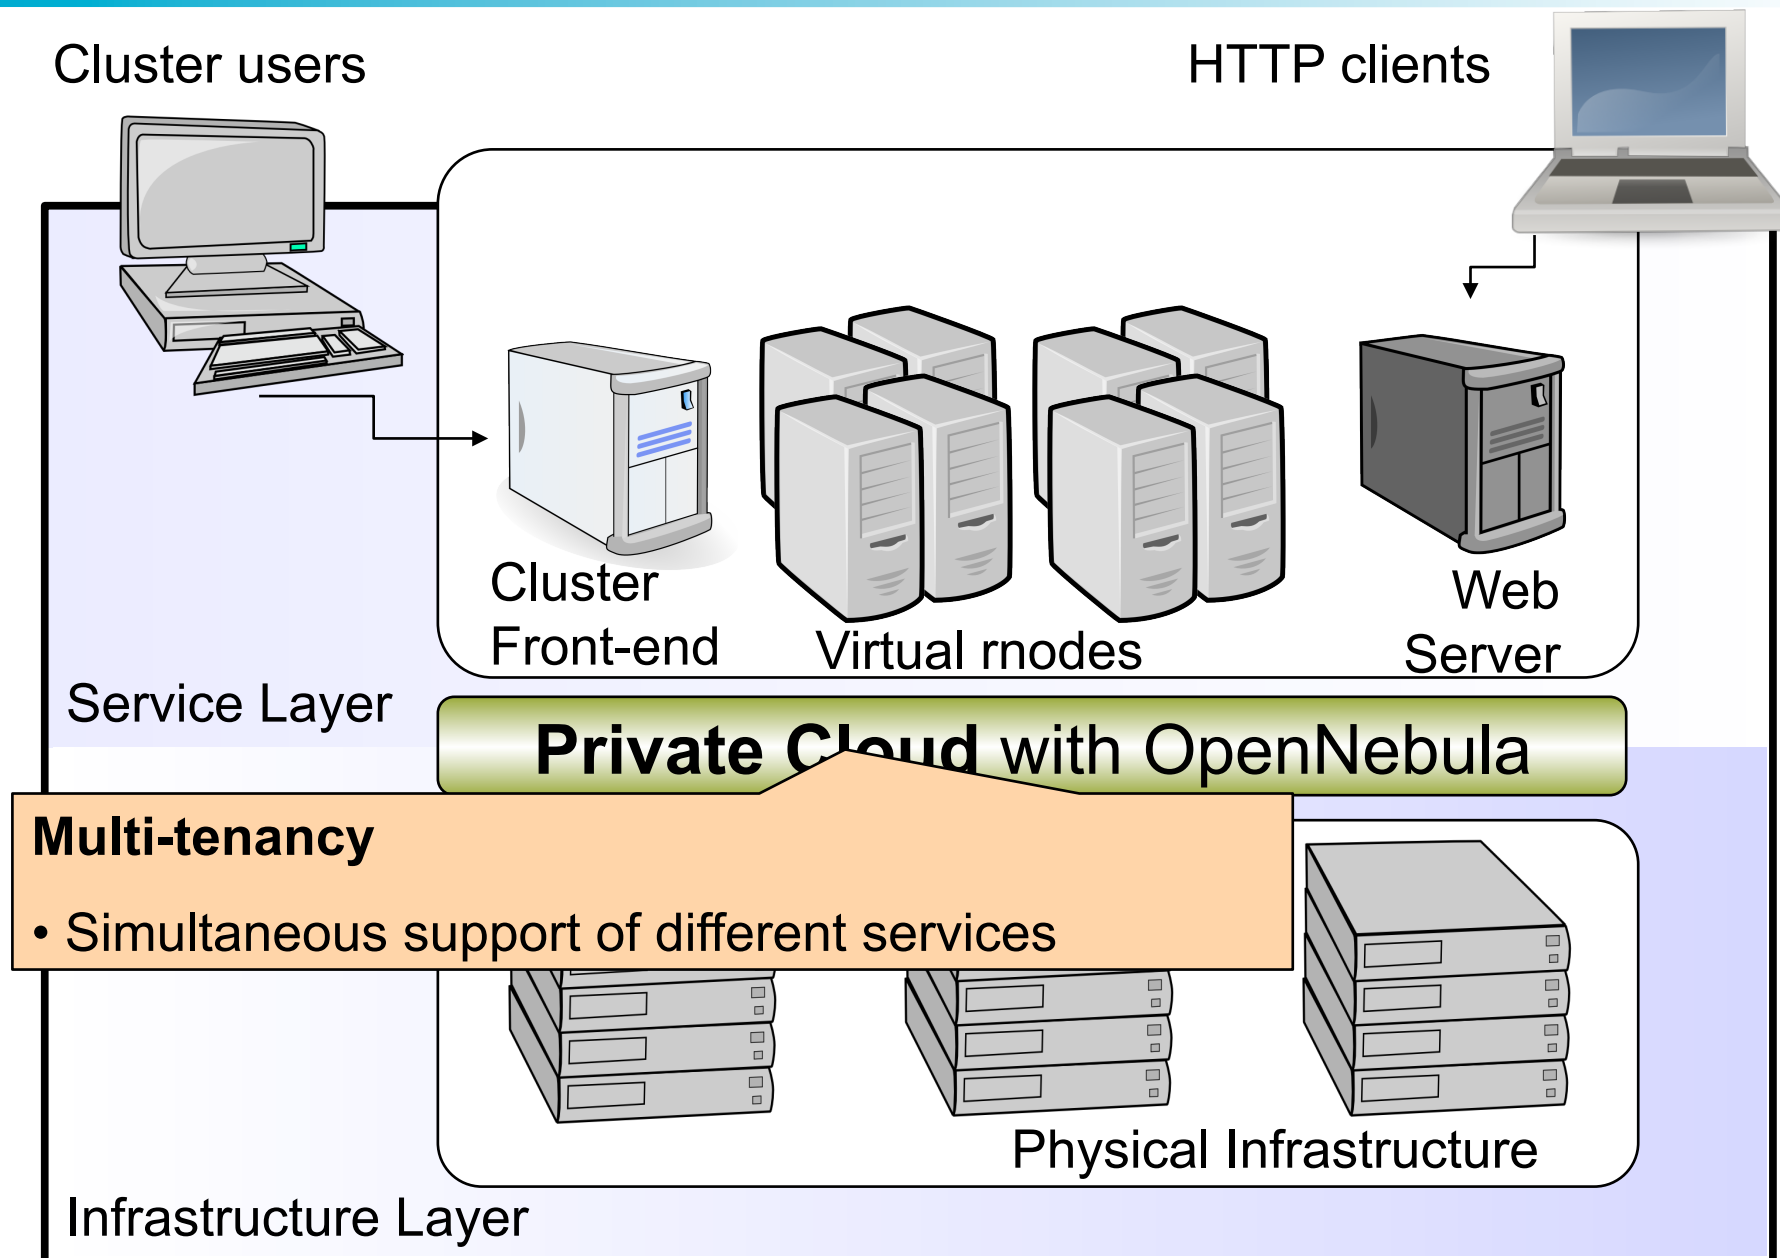 Cluster users
HTTP clients
Cluster
Front-end
Virtual rnodes
Web
Server
Service Layer
Private Cloud with OpenNebula
Multi-tenancy
• Simultaneous support of different services
Physical Infrastructure
Infrastructure Layer